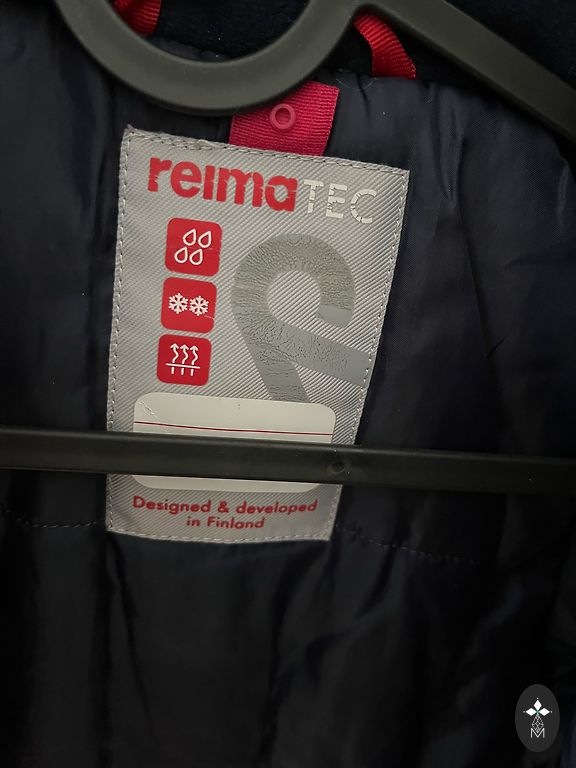 reimaTEC
Designed & developed
in Finland